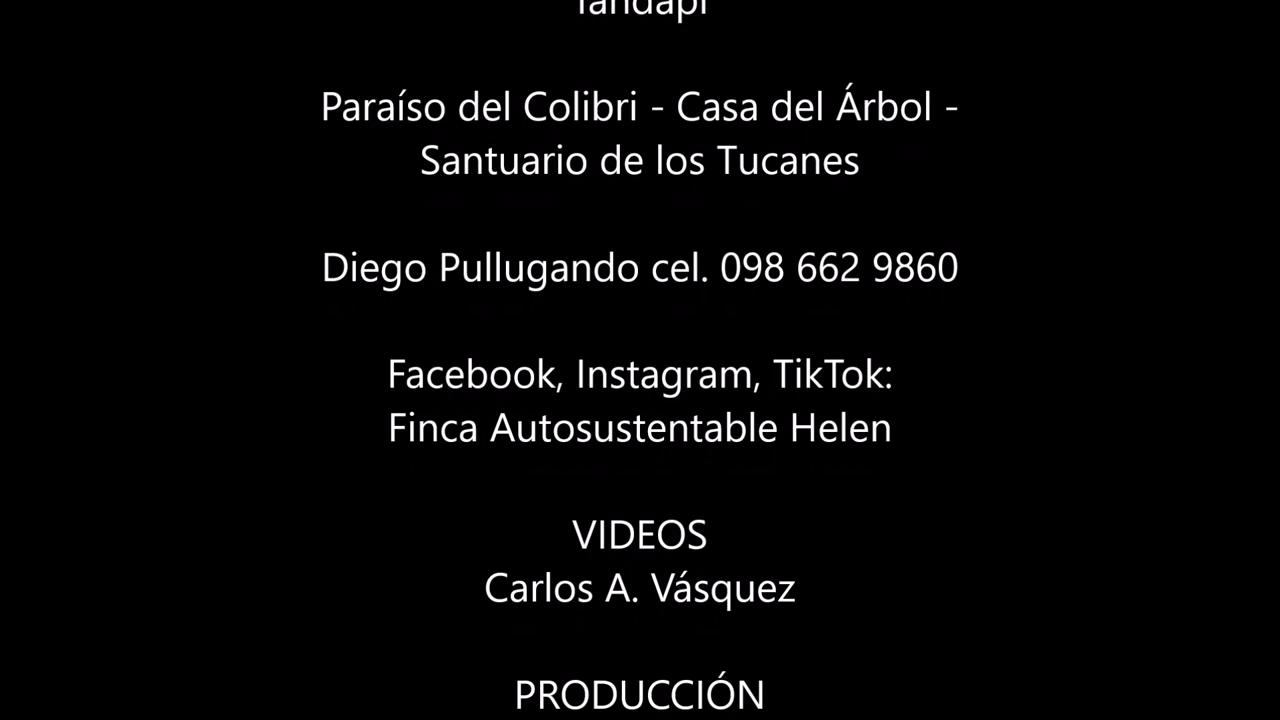 Paraíso del Colibri - Casa del Árbol -
Santuario de los Tucanes
Diego Pullugando cel. 098 662 9860
Facebook, Instagram, TikTok:
Finca Autosustentable Helen
VIDEOS
Carlos A. Vásquez
PRODUCCIÓN